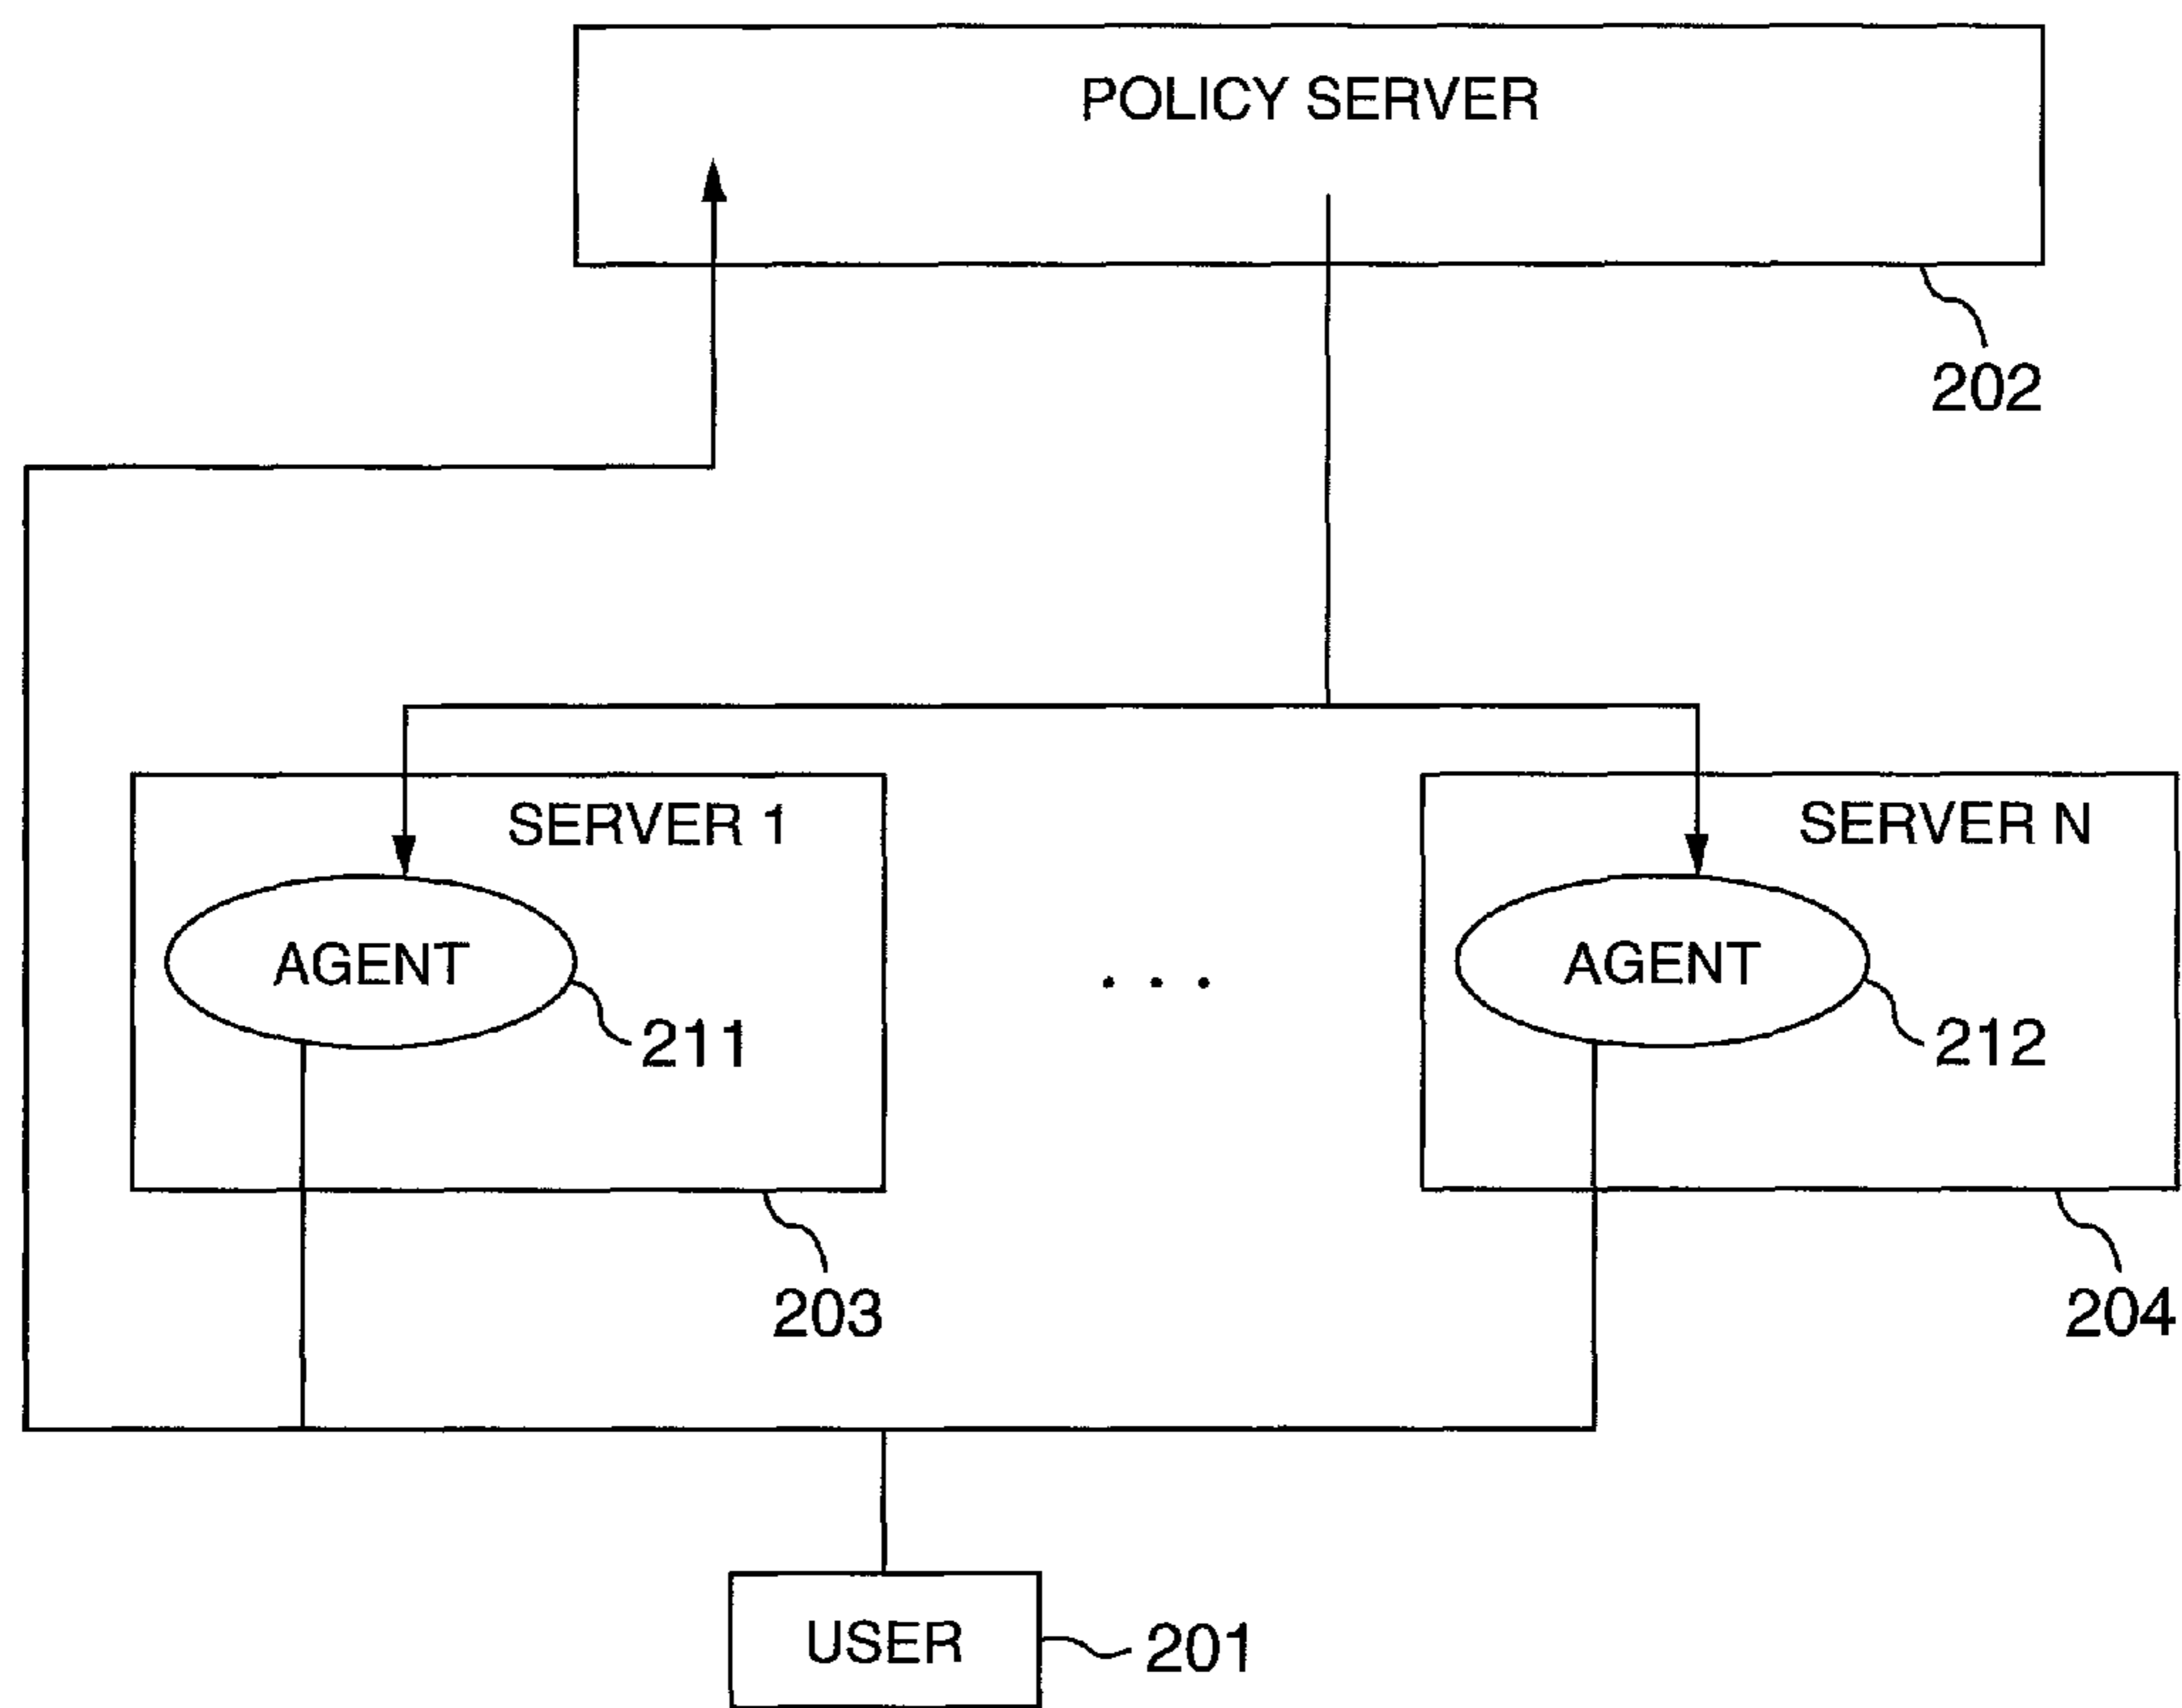 POLICY SERVER
202
SERVER 1
SERVER N
AGENT
. . .
AGENT
211
212
203
204
USER
201